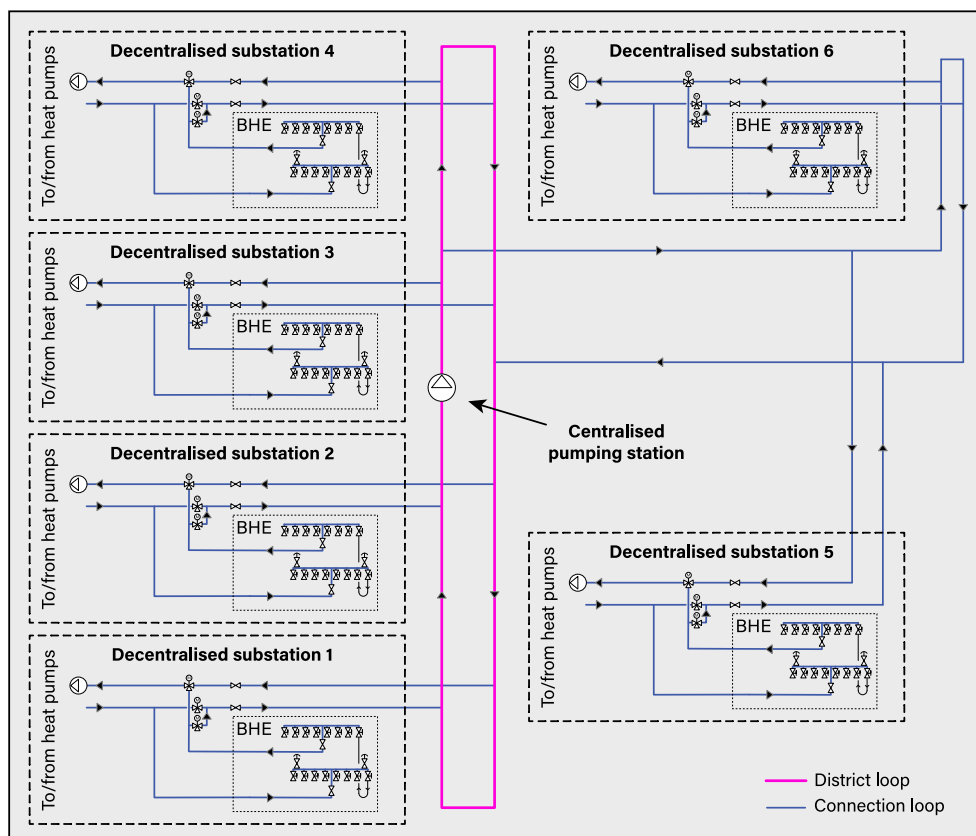 Decentralised substation 4
To/from heat pumps
BHE
Decentralised substation 6
To/from heat pumps
BHE
Decentralised substation 3
To/from heat pumps
BHE
Centralised
pumping station
Decentralised substation 2
To/from heat pumps
BHE
Decentralised substation 5
To/from heat pumps
BHE
Decentralised substation 1
To/from heat pumps
BHE
District loop
Connection loop